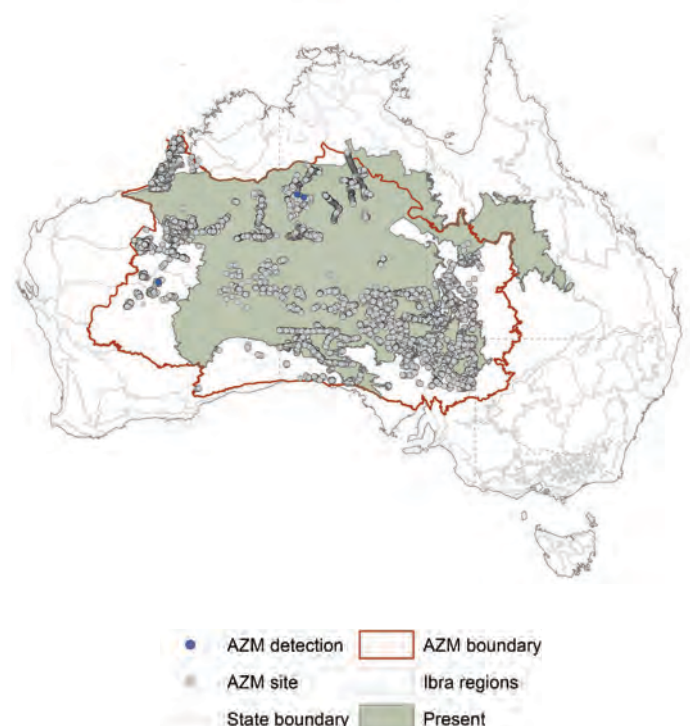 AZM detection AZM boundary
AZM site Ibra regions
State boundary Present